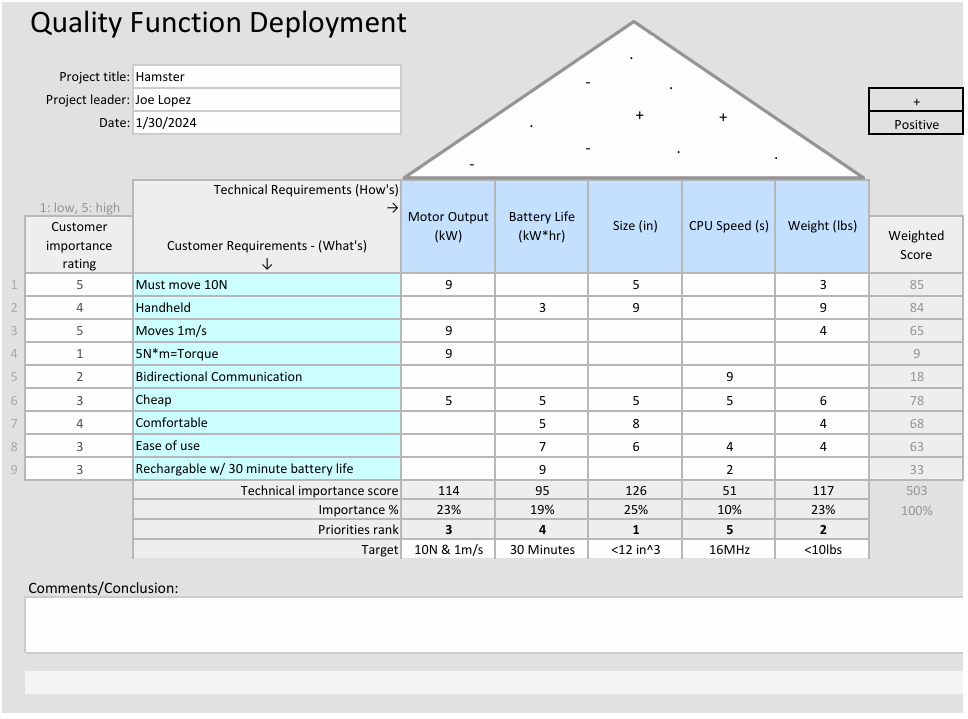 Quality Function Deployment
Project title: Hamster
Project leader: Joe Lopez
Date: 1/30/2024
.
- .
+ +
. - . .
-
+
Positive
1: low, 5: high
Technical Requirements (How's)
→
Customer importance rating
Customer Requirements - (What's)
↓
Motor Output (kW)
Battery Life (kW*hr)
Size (in)
CPU Speed (s)
Weight (lbs)
Weighted Score
1 5 Must move 10N 9 5 3 85
2 4 Handheld 3 9 9 84
3 5 Moves 1m/s 9 4 65
4 1 5N*m=Torque 9 9
5 2 Bidirectional Communication 9 18
6 3 Cheap 5 5 5 5 6 78
7 4 Comfortable 5 8 4 68
8 3 Ease of use 7 6 4 4 63
9 3 Rechargable w/ 30 minute battery life 9 2 33
Technical importance score 114 95 126 51 117 503
Importance % 23% 19% 25% 10% 23% 100%
Priorities rank 3 4 1 5 2
Target 10N & 1m/s 30 Minutes <12 in^3 16MHz <10lbs
Comments/Conclusion: